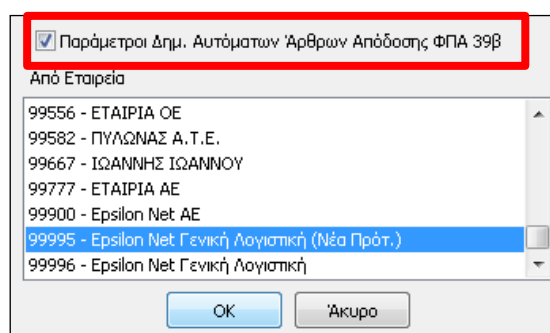 Παράμετροι Δημ. Αυτόματων Άρθρων Απόδοσης ΦΠΑ 39β
Από Εταιρεία
99556 - ΕΤΑΙΡΙΑ ΟΕ
99582 - ΠΥΛΩΝΑΣ Α.Τ.Ε.
99667 - ΙΩΑΝΝΗΣ ΙΩΑΝΝΟΥ
99777 - ΕΤΑΙΡΙΑ ΑΕ
99900 - Epsilon Net ΑΕ
99995 - Epsilon Net Γενική Λογιστική (Νέα Πρότ.)
99996 - Epsilon Net Γενική Λογιστική
OK Άκυρο